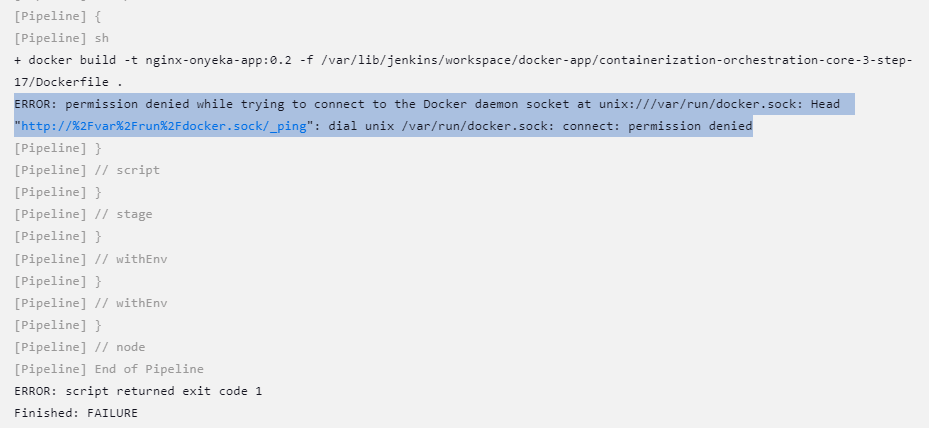 [Pipeline] {
[Pipeline] sh
+ docker build -t nginx-onyeka-app:0.2 -f /var/lib/jenkins/workspace/docker-app/containerization-orchestration-core-3-step-
17/Dockerfile .
ERROR: permission denied while trying to connect to the Docker daemon socket at unix:///var/run/docker.sock: Head
"http://%2Fvar%2Frun%2Fdocker.sock/_ping": dial unix /var/run/docker.sock: connect: permission denied
[Pipeline] }
[Pipeline] // script
[Pipeline] }
[Pipeline] // stage
[Pipeline] }
[Pipeline] // withEnv
[Pipeline] }
[Pipeline] // withEnv
[Pipeline] }
[Pipeline] // node
[Pipeline] End of Pipeline
ERROR: script returned exit code 1
Finished: FAILURE